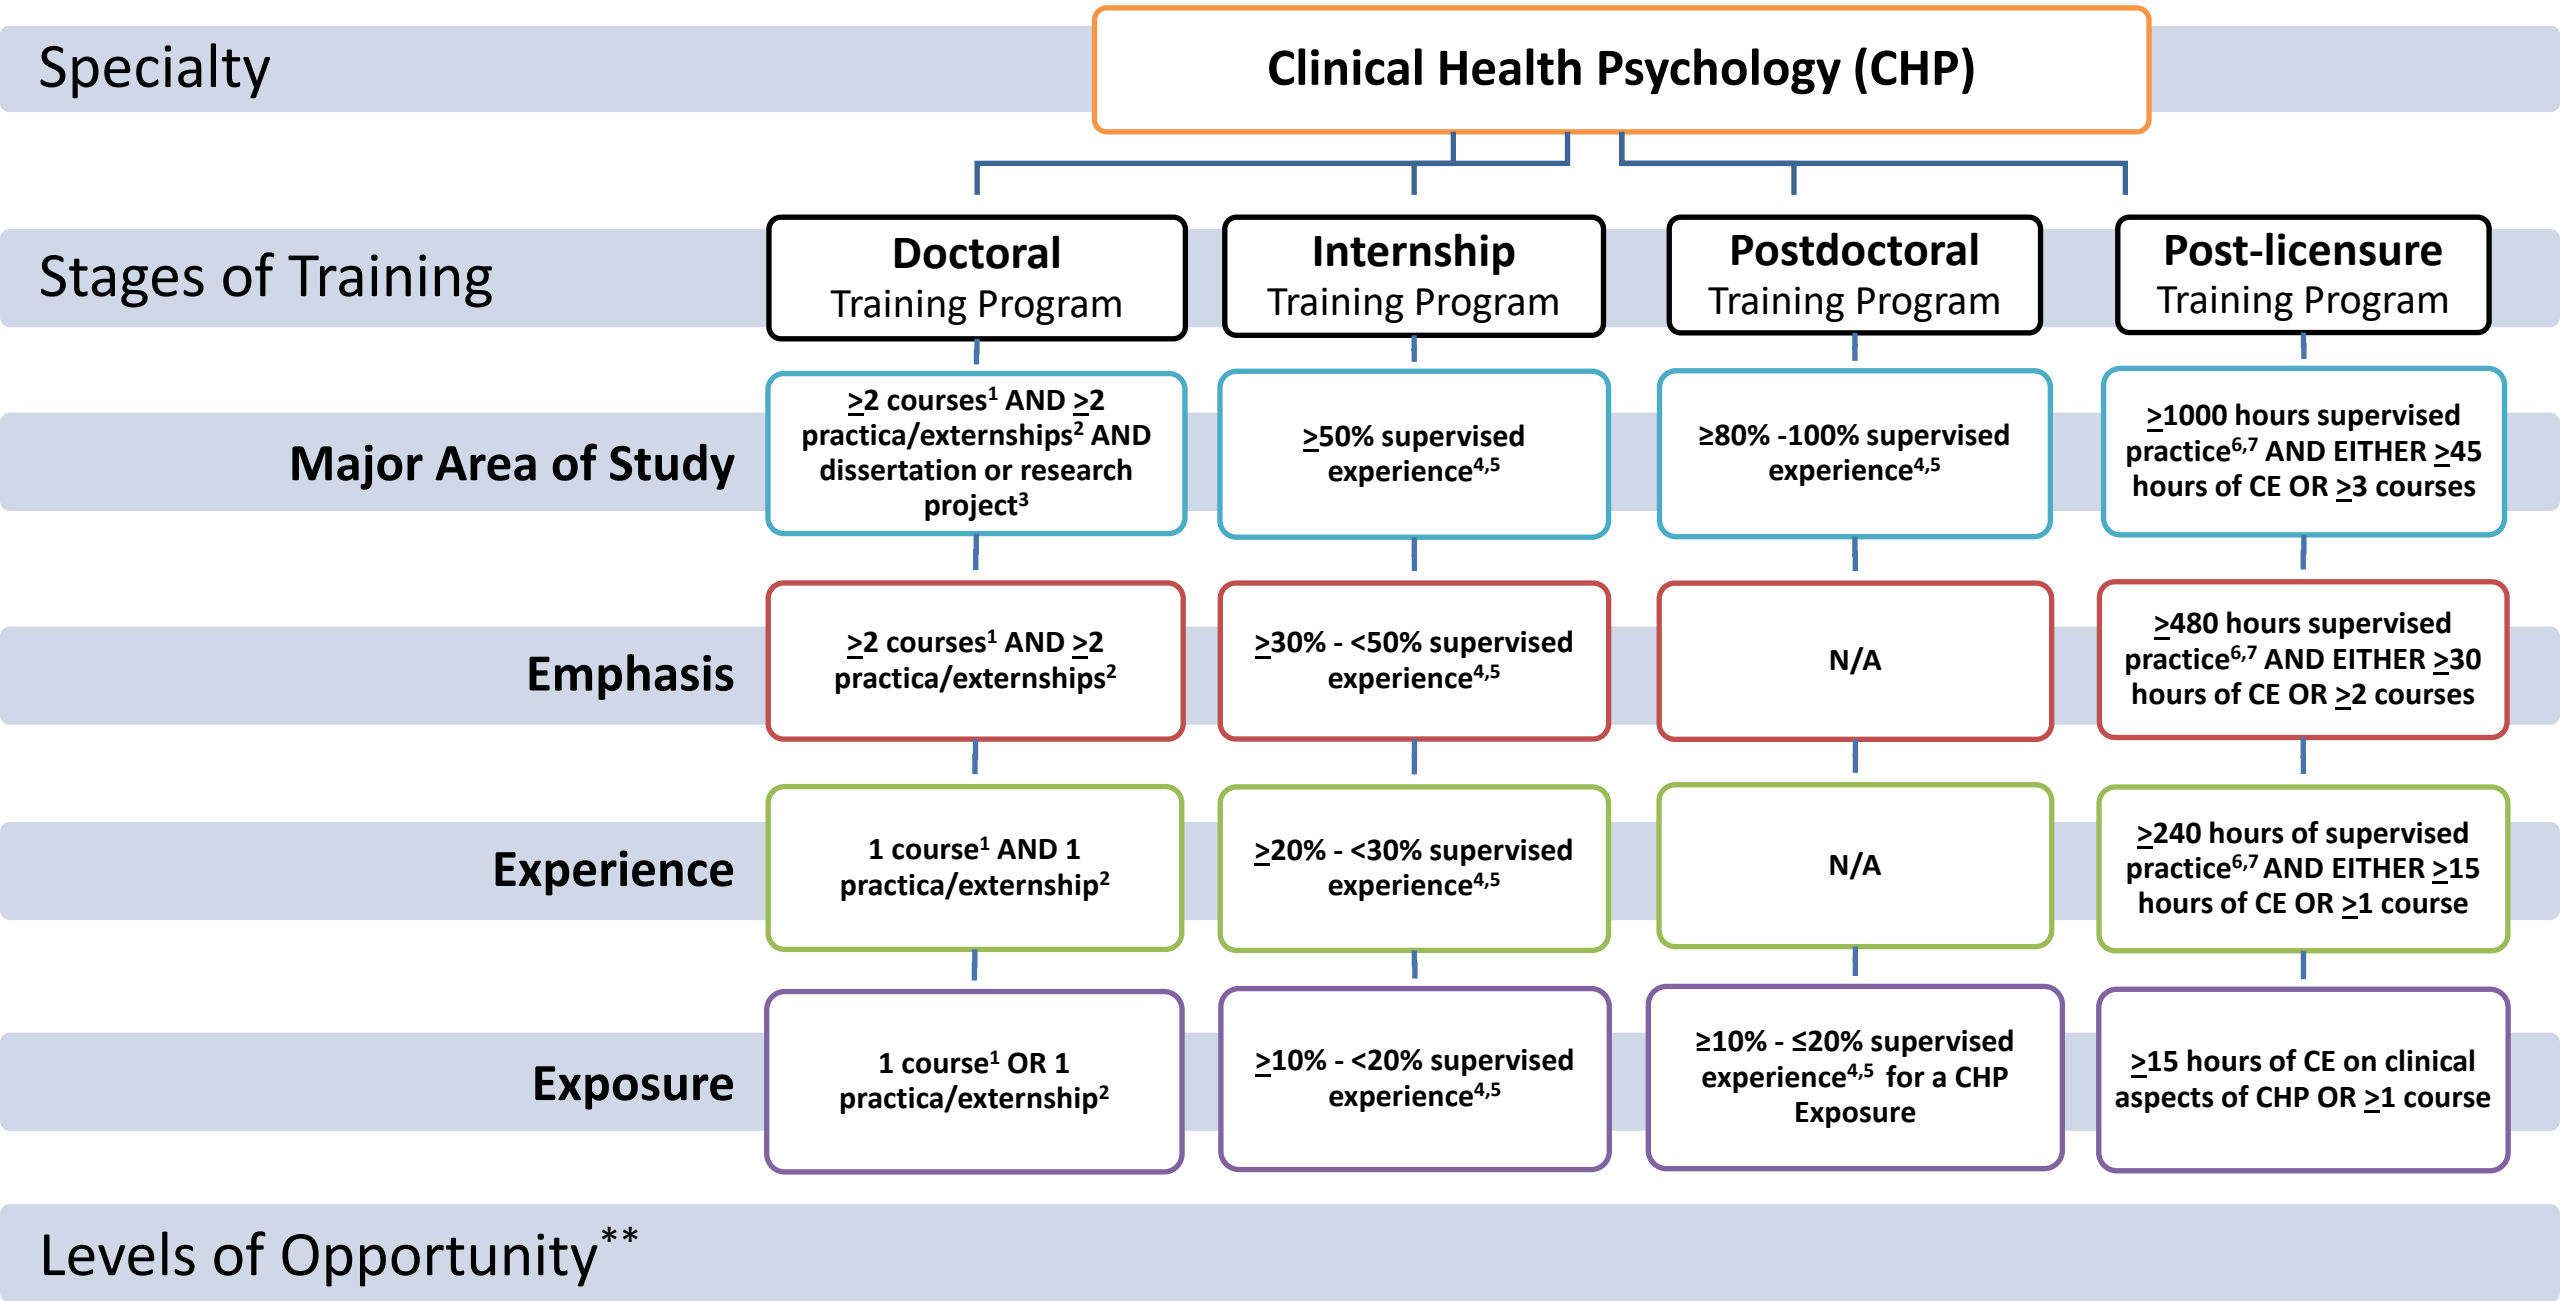 Specialty
Clinical Health Psychology (CHP)
Stages of Training
Doctoral
Training Program
Internship
Training Program
Postdoctoral
Training Program
Post-licensure
Training Program
Major Area of Study
≥2 courses¹ AND ≥2
practica/externships² AND
dissertation or research
project³
≥50% supervised
experience⁴,⁵
≥80% -100% supervised
experience⁴,⁵
≥1000 hours supervised
practice⁶,⁷ AND EITHER ≥45
hours of CE OR ≥3 courses
Emphasis
≥2 courses¹ AND ≥2
practica/externships²
≥30% - <50% supervised
experience⁴,⁵
N/A
≥480 hours supervised
practice⁶,⁷ AND EITHER ≥30
hours of CE OR ≥2 courses
Experience
1 course¹ AND 1
practica/externship²
≥20% - <30% supervised
experience⁴,⁵
N/A
≥240 hours of supervised
practice⁶,⁷ AND EITHER ≥15
hours of CE OR ≥1 course
Exposure
1 course¹ OR 1
practica/externship²
≥10% - <20% supervised
experience⁴,⁵
≥10% - ≤20% supervised
experience⁴,⁵ for a CHP
Exposure
≥15 hours of CE on clinical
aspects of CHP OR ≥1 course
Levels of Opportunity**